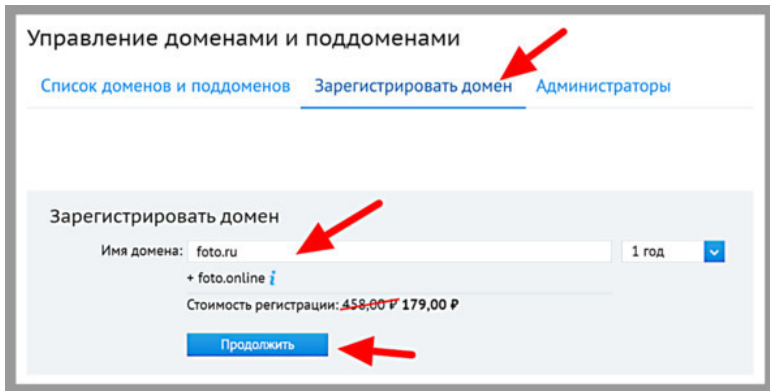 Управление доменами и поддоменами
Список доменов и поддоменов Зарегистрировать домен Администраторы
Зарегистрировать домен
Имя домена: foto.ru 1 год
+ foto.online i
Стоимость регистрации: 458,00 ₽ 179,00 ₽
Продолжить